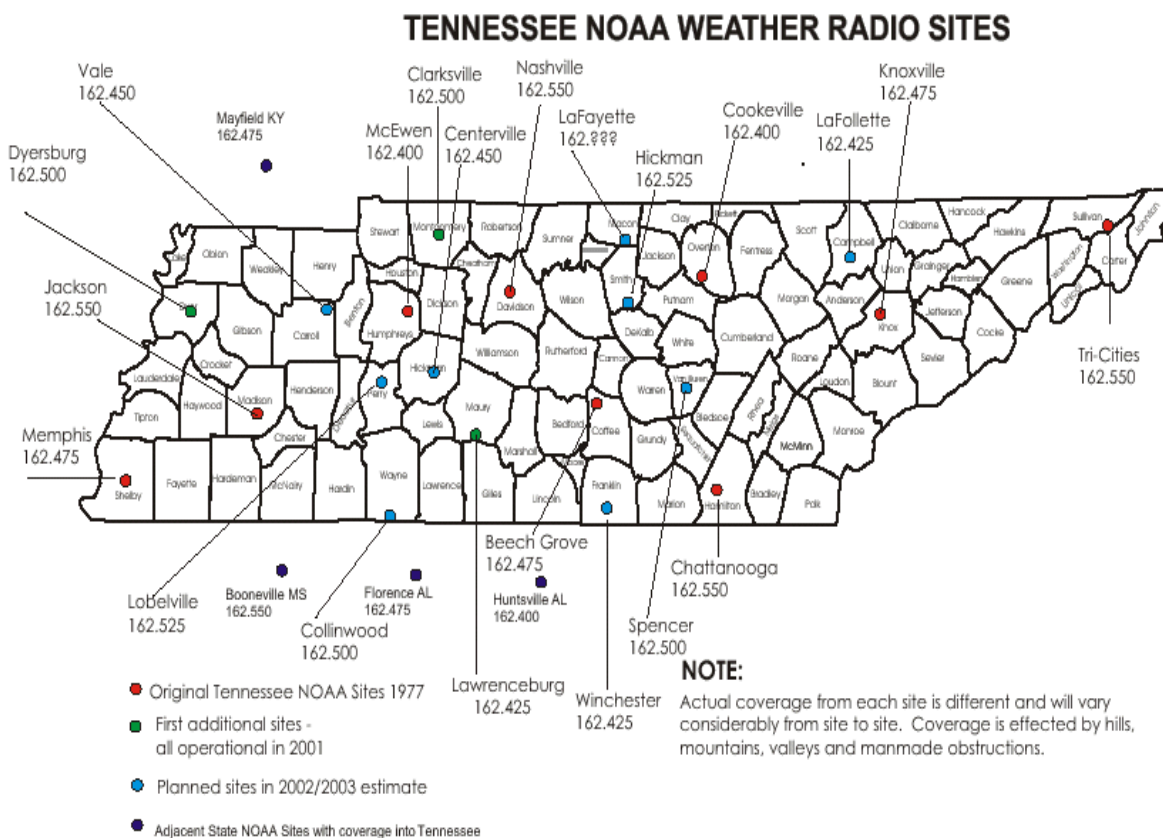 TENNESSEE NOAA WEATHER RADIO SITES
Vale
162.450
Mayfield KY
162.475
Dyersburg
162.500
Clarksville
162.500
Nashville
162.550
McEwen
162.400
Centerville
162.450
LaFayette
162.???
Hickman
162.525
Cookeville
162.400
LaFollette
162.425
Knoxville
162.475
Jackson
162.550
Memphis
162.475
Tri-Cities
162.550
Stewart
Montgomery
Robertson
Sumner
Macon
Clay
Pickett
Scott
Campbell
Claiborne
Hancock
Hawkins
Sullivan
Johnson
Lake
Obion
Weakley
Henry
Houston
Cheatham
Dickson
Davidson
Wilson
Smith
Jackson
Overton
Fentress
Morgan
Anderson
Union
Grainger
Hamblen
Greene
Washington
Unicoi
Carter
Gibson
Carroll
Benton
Humphreys
Williamson
Rutherford
Cannon
DeKalb
Putnam
White
Cumberland
Roane
Knox
Jefferson
Cocke
Sevier
Blount
Loudon
Lauderdale
Crocket
Haywood
Madison
Henderson
Decatur
Perry
Hickman
Maury
Bedford
Coffee
Warren
Van Buren
Bledsoe
Rhea
Meigs
McMinn
Monroe
Tipton
Chester
Lewis
Marshall
Moore
Grundy
Sequatchie
Shelby
Fayette
Hardeman
McNairy
Hardin
Wayne
Lawrence
Giles
Lincoln
Franklin
Marion
Hamilton
Bradley
Polk
Beech Grove
162.475
Chattanooga
162.550
Booneville MS
162.550
Florence AL
162.475
Huntsville AL
162.400
Lobelville
162.525
Collinwood
162.500
Spencer
162.500
Lawrenceburg
162.425
Winchester
162.425
NOTE:
Actual coverage from each site is different and will vary
considerably from site to site.  Coverage is effected by hills,
mountains, valleys and manmade obstructions.
Original Tennessee NOAA Sites 1977
First additional sites -
all operational in 2001
Planned sites in 2002/2003 estimate
Adjacent State NOAA Sites with coverage into Tennessee